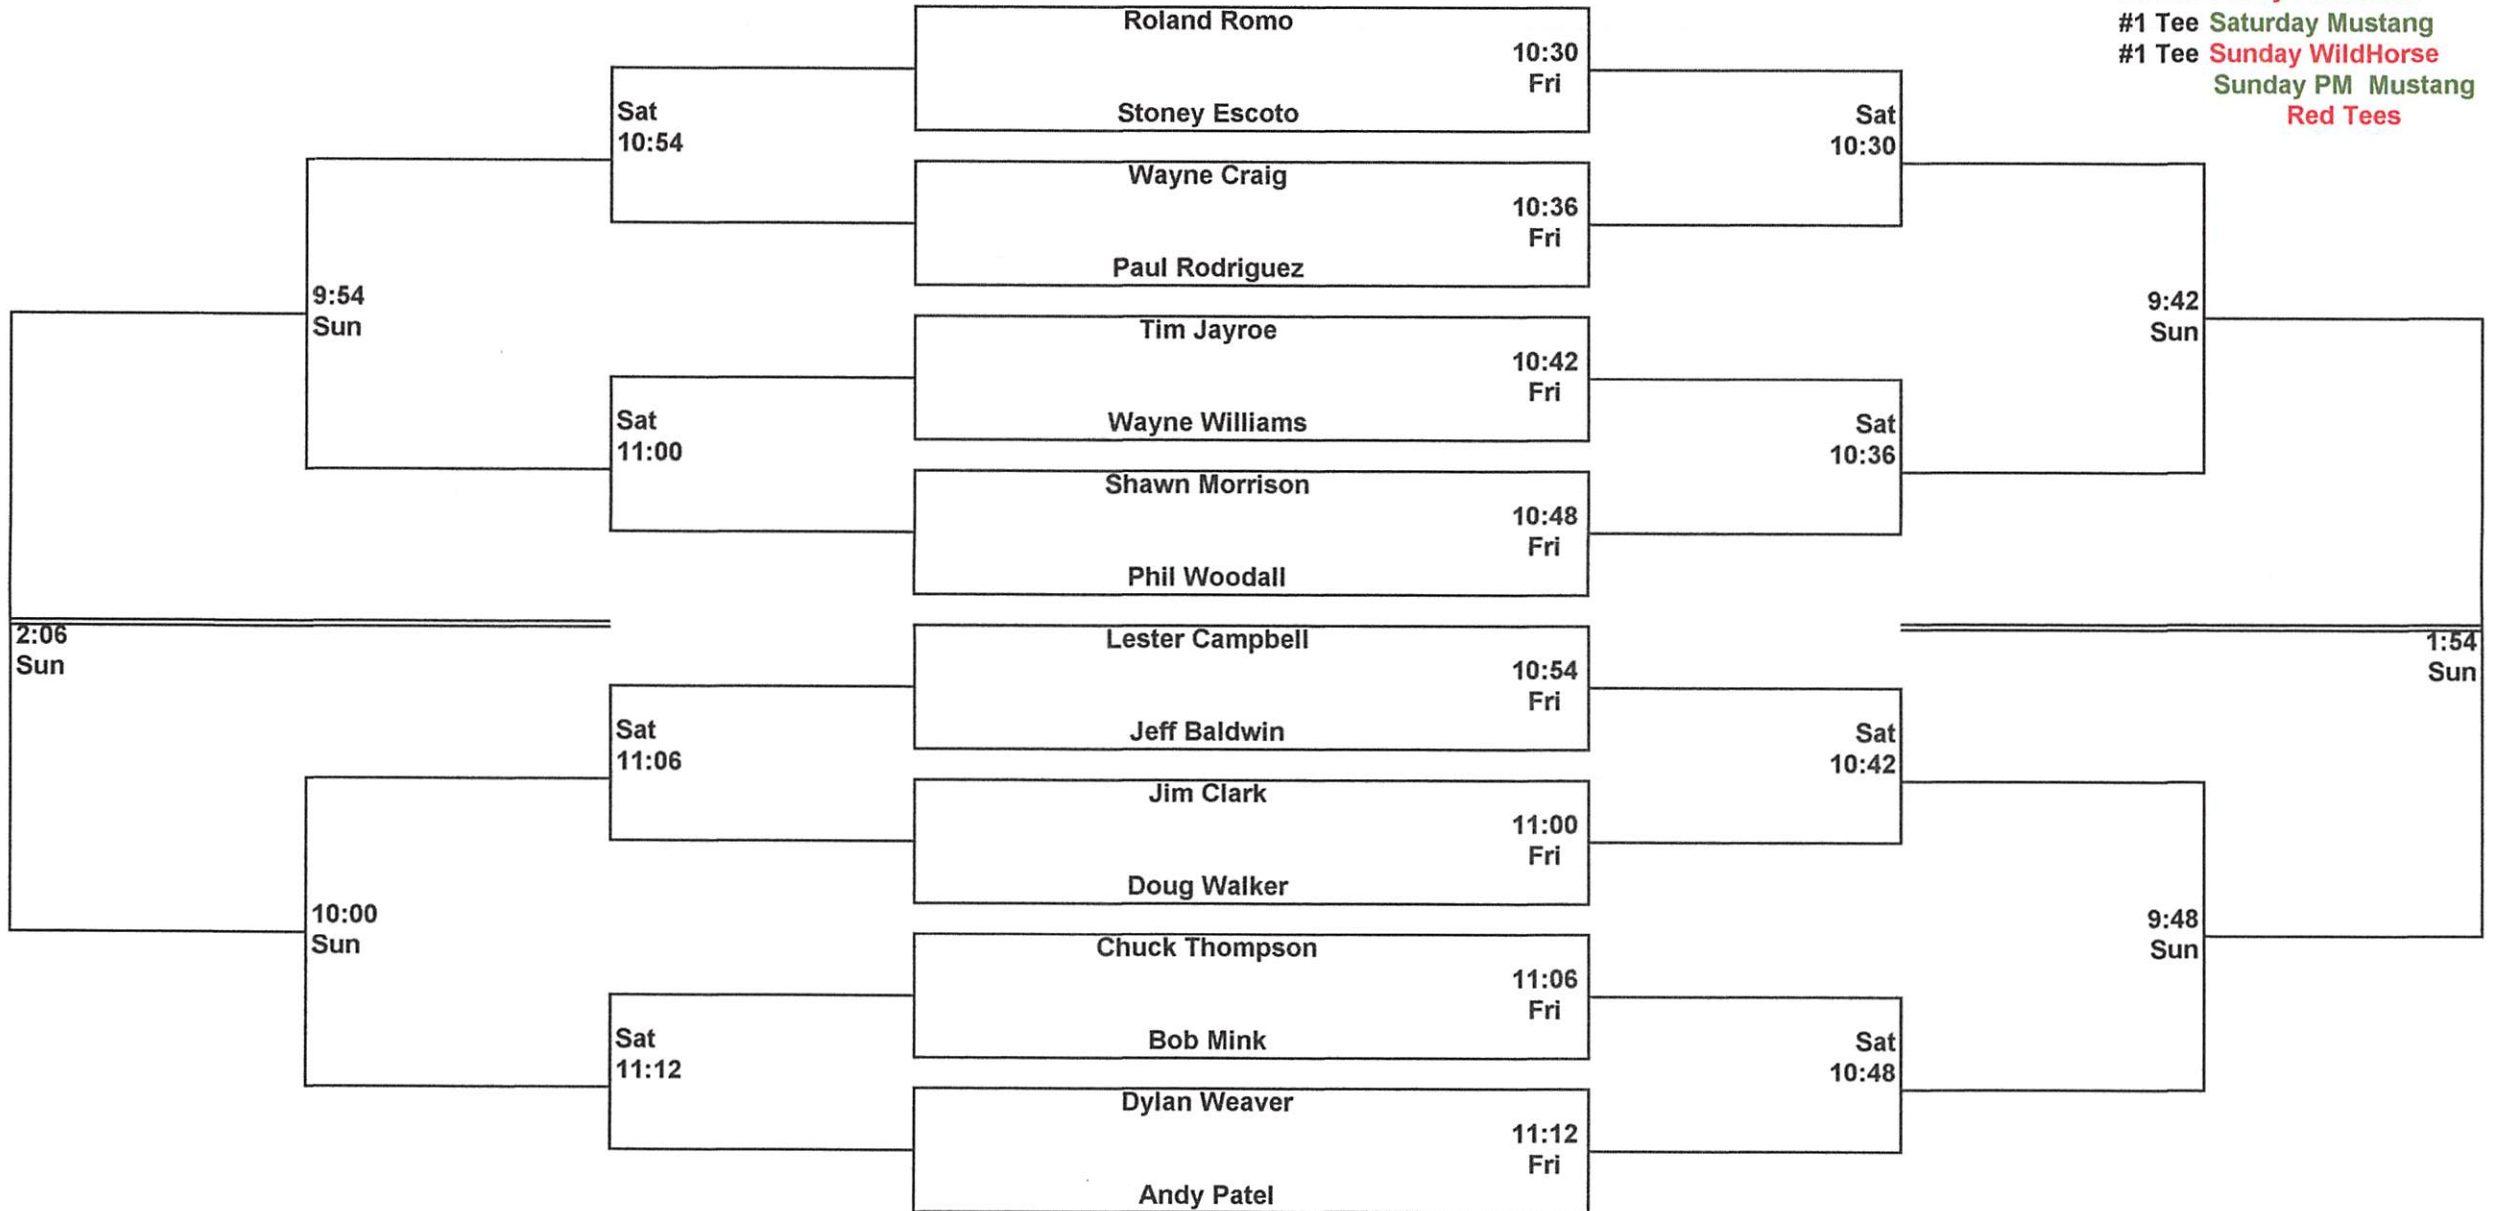 Roland Romo
10:30
Fri
Stoney Escoto
#1 Tee Saturday Mustang
#1 Tee Sunday WildHorse
Sunday PM Mustang
Red Tees
Sat
10:54
Sat
10:30
Wayne Craig
10:36
Fri
Paul Rodriguez
9:54
Sun
9:42
Sun
Tim Jayroe
10:42
Fri
Wayne Williams
Sat
11:00
Sat
10:36
Shawn Morrison
10:48
Fri
Phil Woodall
2:06
Sun
1:54
Sun
Lester Campbell
10:54
Fri
Jeff Baldwin
Sat
11:06
Sat
10:42
Jim Clark
11:00
Fri
Doug Walker
10:00
Sun
9:48
Sun
Chuck Thompson
11:06
Fri
Bob Mink
Sat
11:12
Sat
10:48
Dylan Weaver
11:12
Fri
Andy Patel